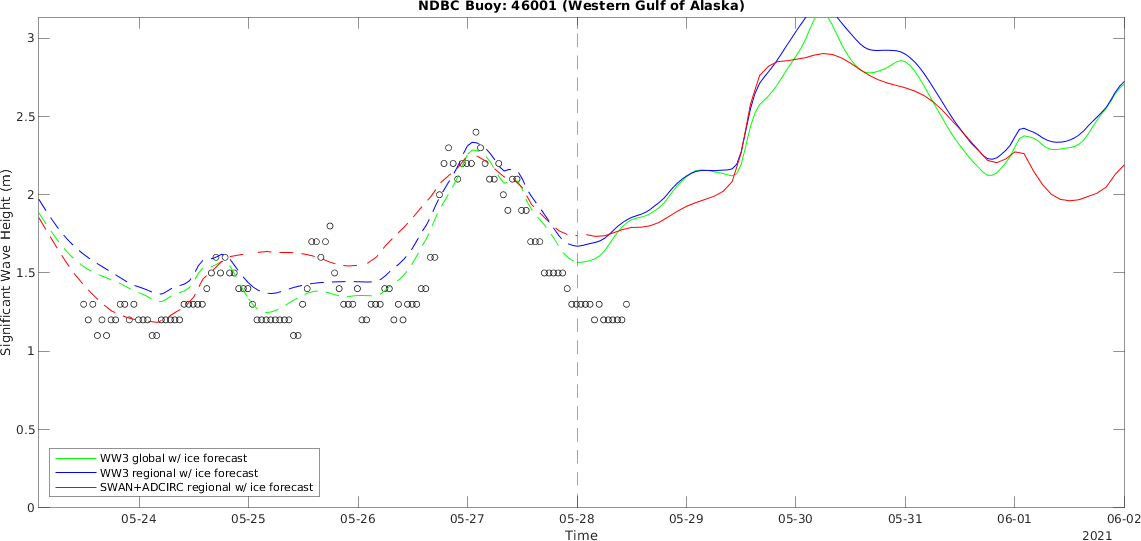 NDBC Buoy: 46001 (Western Gulf of Alaska)
3
2.5
2
1.5
1
0.5
0
Significant Wave Height (m)
WW3 global w/ ice forecast
WW3 regional w/ ice forecast
SWAN+ADCIRC regional w/ ice forecast
05-24 05-25 05-26 05-27 05-28 05-29 05-30 05-31 06-01 06-02
Time
2021